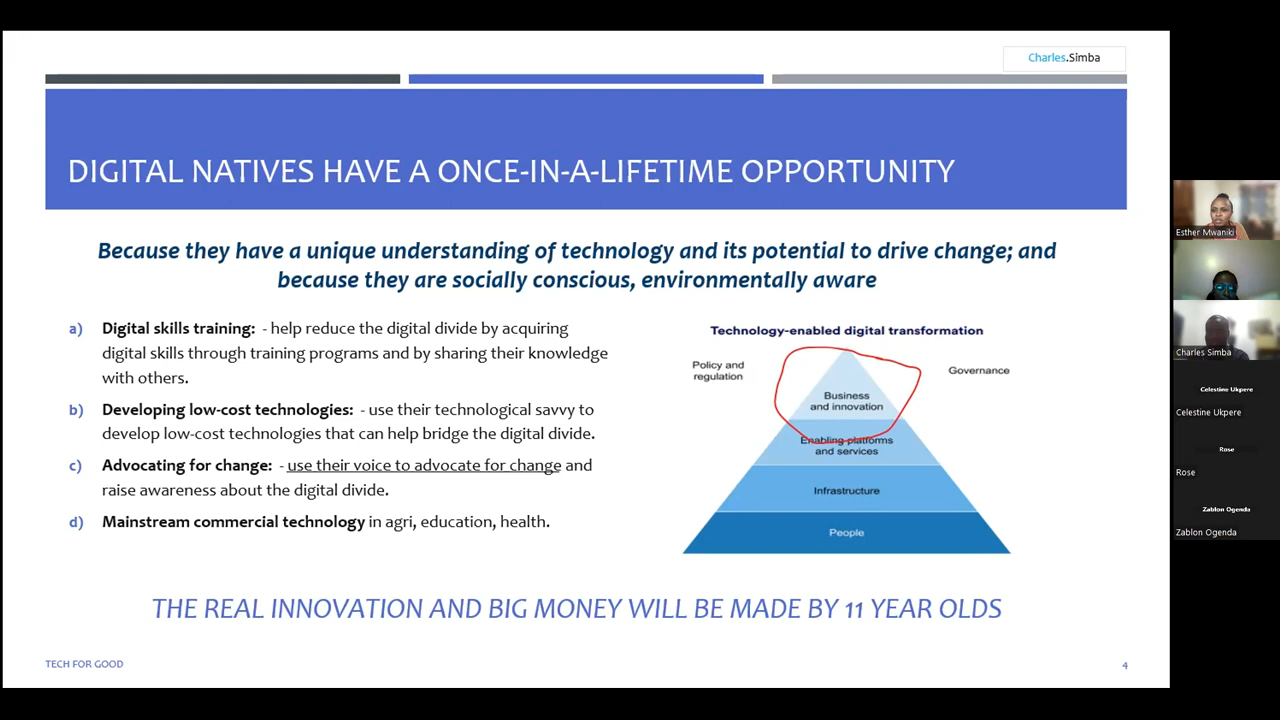 Charles.Simba
DIGITAL NATIVES HAVE A ONCE-IN-A-LIFETIME OPPORTUNITY
Because they have a unique understanding of technology and its potential to drive change; and
because they are socially conscious, environmentally aware
a) Digital skills training: - help reduce the digital divide by acquiring
digital skills through training programs and by sharing their knowledge
with others.
b) Developing low-cost technologies: - use their technological savvy to
develop low-cost technologies that can help bridge the digital divide.
c) Advocating for change: - use their voice to advocate for change and
raise awareness about the digital divide.
d) Mainstream commercial technology in agri, education, health.
Technology-enabled digital transformation
Policy and
regulation
Governance
Business
and innovation
Enabling platforms
and services
Infrastructure
People
THE REAL INNOVATION AND BIG MONEY WILL BE MADE BY 11 YEAR OLDS
TECH FOR GOOD
4
Esther Mwaniki
Charles Simba
Celestine Ukpere
Celestine Ukpere
Rose
Rose
Zablon Ogenda
Zablon Ogenda